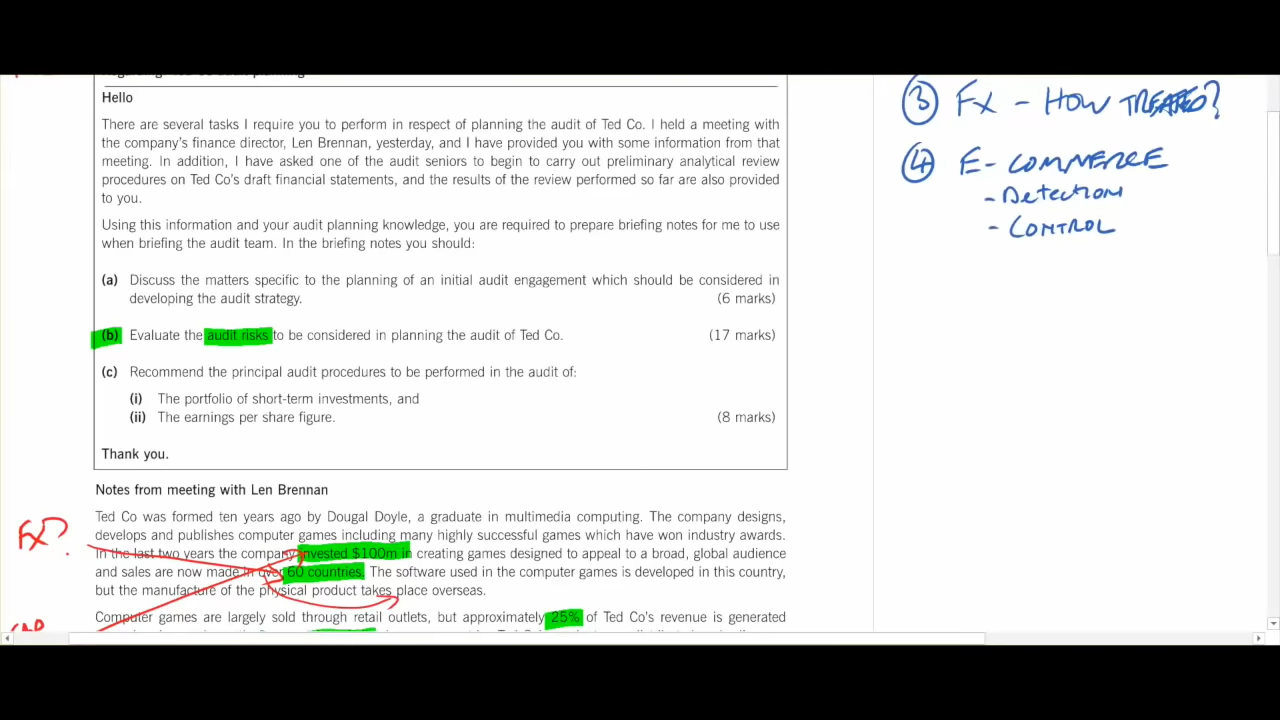 Hello
There are several tasks I require you to perform in respect of planning the audit of Ted Co. I held a meeting with
the company's finance director, Len Brennan, yesterday, and I have provided you with some information from that
meeting. In addition, I have asked one of the audit seniors to begin to carry out preliminary analytical review
procedures on Ted Co's draft financial statements, and the results of the review performed so far are also provided
to you.
Using this information and your audit planning knowledge, you are required to prepare briefing notes for me to use
when briefing the audit team. In the briefing notes you should:
(a) Discuss the matters specific to the planning of an initial audit engagement which should be considered in
developing the audit strategy. (6 marks)
(b) Evaluate the audit risks to be considered in planning the audit of Ted Co. (17 marks)
(c) Recommend the principal audit procedures to be performed in the audit of:
(i) The portfolio of short-term investments, and
(ii) The earnings per share figure. (8 marks)
Thank you.
Notes from meeting with Len Brennan
Ted Co was formed ten years ago by Dougal Doyle, a graduate in multimedia computing. The company designs,
develops and publishes computer games including many highly successful games which have won industry awards.
In the last two years the company invested $100m in creating games designed to appeal to a broad, global audience
and sales are now made in over 60 countries. The software used in the computer games is developed in this country,
but the manufacture of the physical product takes place overseas.
Computer games are largely sold through retail outlets, but approximately 25% of Ted Co's revenue is generated
FX?
3 FX - HOW TREATED?
4 E-COMMERCE
- Detection
- CONTROL